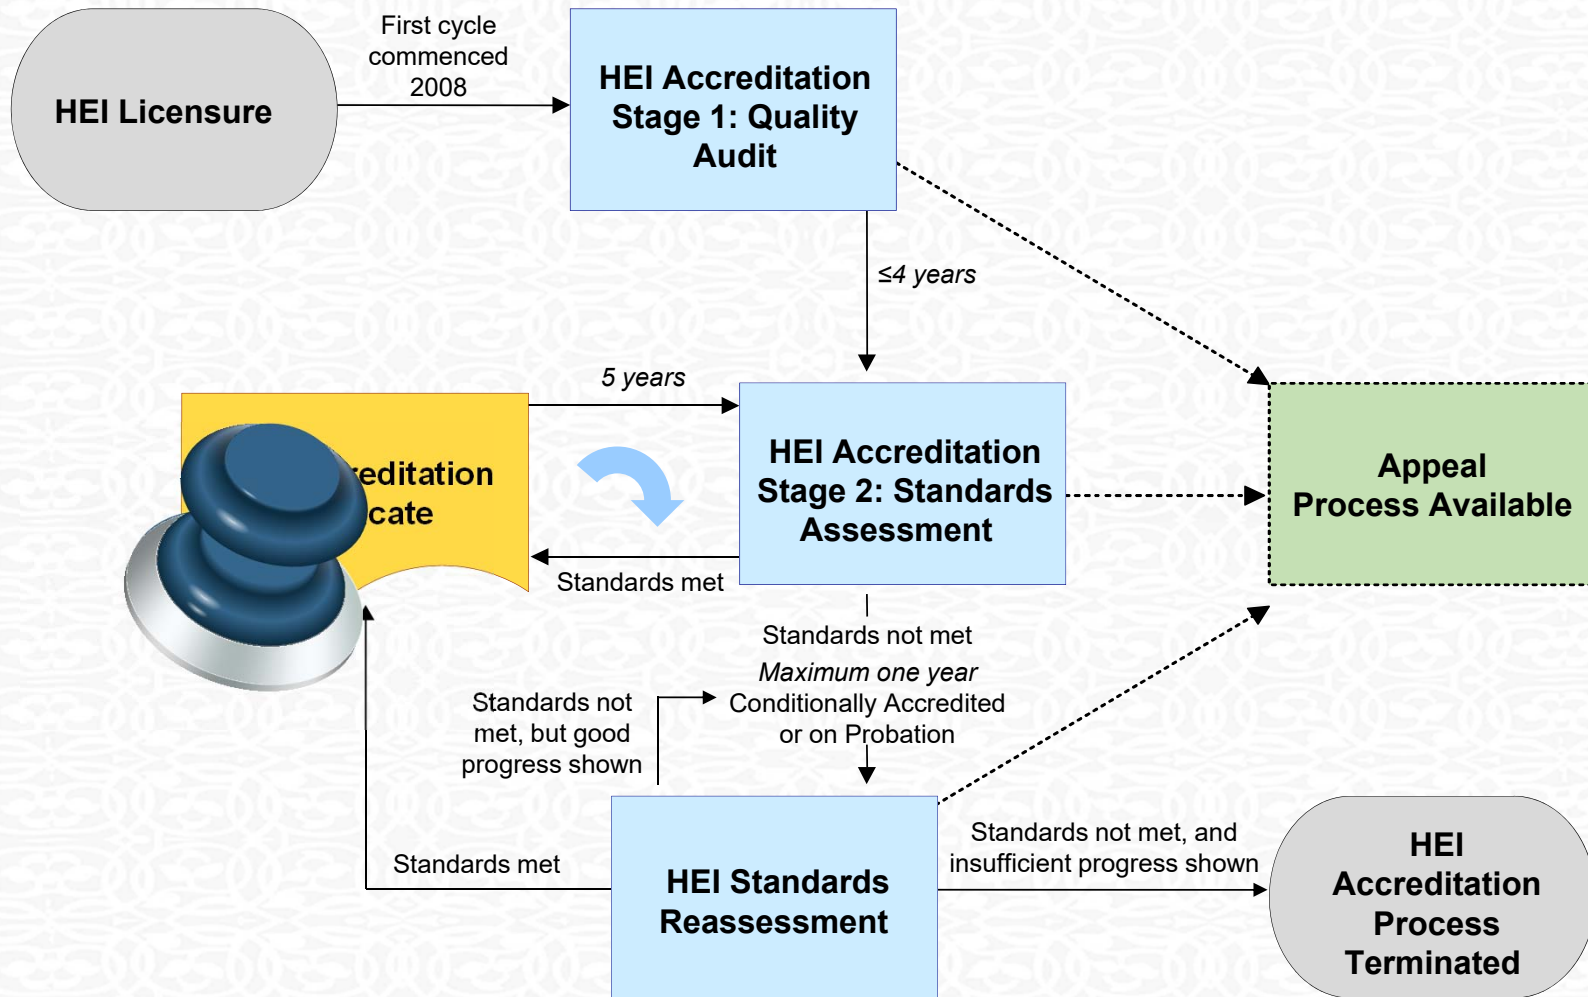 First cycle
commenced
2008
HEI Licensure
HEI Accreditation
Stage 1: Quality
Audit
≤4 years
5 years
reditation
cate
HEI Accreditation
Stage 2: Standards
Assessment
Appeal
Process Available
Standards met
Standards not met
Maximum one year
Conditionally Accredited
or on Probation
Standards not
met, but good
progress shown
Standards met
HEI Standards
Reassessment
Standards not met, and
insufficient progress shown
HEI
Accreditation
Process
Terminated